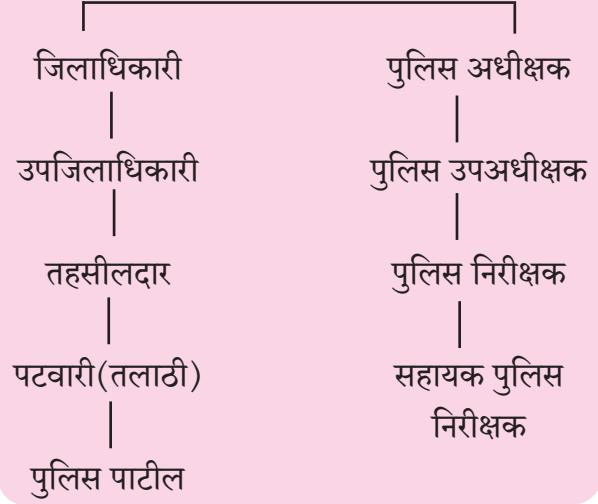 जिलाधिकारी
उपजिलाधिकारी
तहसीलदार
पटवारी(तलाठी)
पुलिस पाटील
पुलिस अधीक्षक
पुलिस उपअधीक्षक
पुलिस निरीक्षक
सहायक पुलिस
निरीक्षक